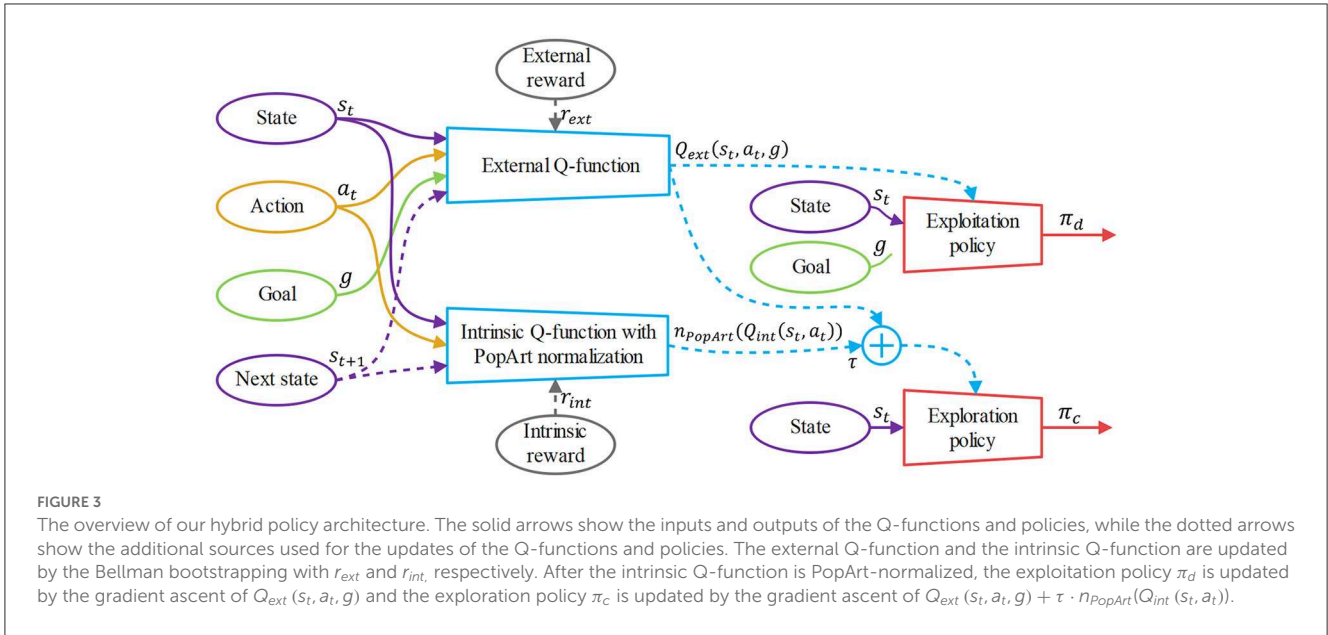 External
reward
r_ext
State
s_t
External Q-function
Q_ext(s_t, a_t, g)
Action
a_t
State
s_t
Exploitation
policy
π_d
Goal
g
Goal
g
Intrinsic Q-function with
PopArt normalization
n_PopArt(Q_int(s_t, a_t))
+
τ
Next state
s_{t+1}
r_int
Intrinsic
reward
State
s_t
Exploration
policy
π_c
FIGURE 3
The overview of our hybrid policy architecture. The solid arrows show the inputs and outputs of the Q-functions and policies, while the dotted arrows
show the additional sources used for the updates of the Q-functions and policies. The external Q-function and the intrinsic Q-function are updated
by the Bellman bootstrapping with r_ext and r_int, respectively. After the intrinsic Q-function is PopArt-normalized, the exploitation policy π_d is updated
by the gradient ascent of Q_ext (s_t, a_t, g) and the exploration policy π_c is updated by the gradient ascent of Q_ext (s_t, a_t, g) + τ · n_PopArt(Q_int (s_t, a_t)).